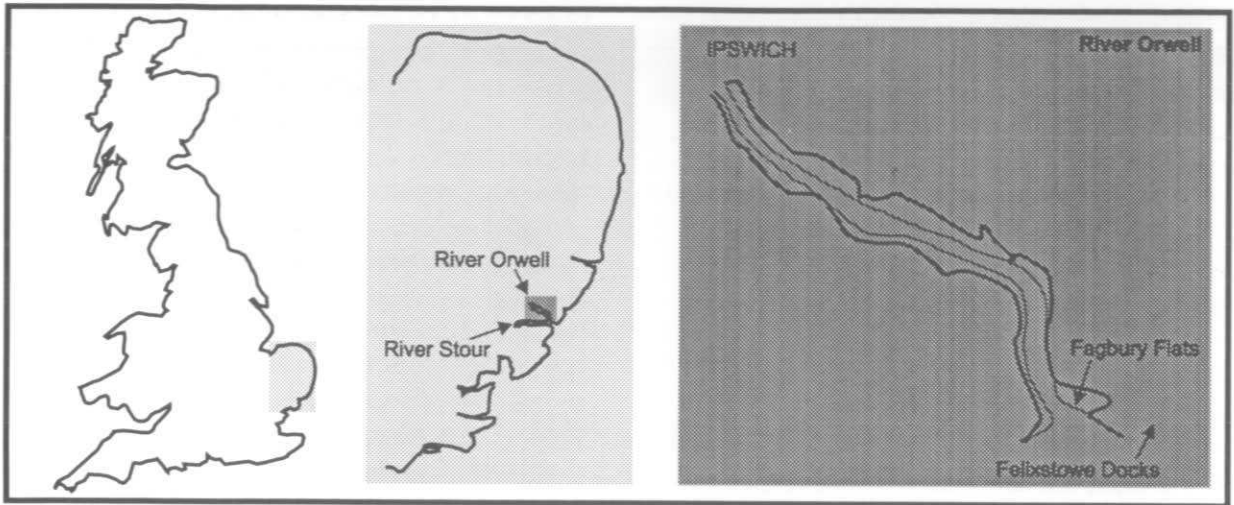 River Orwell
River Stour
IPSWICH
River Orwell
Fagbury Flats
Felixstowe Docks